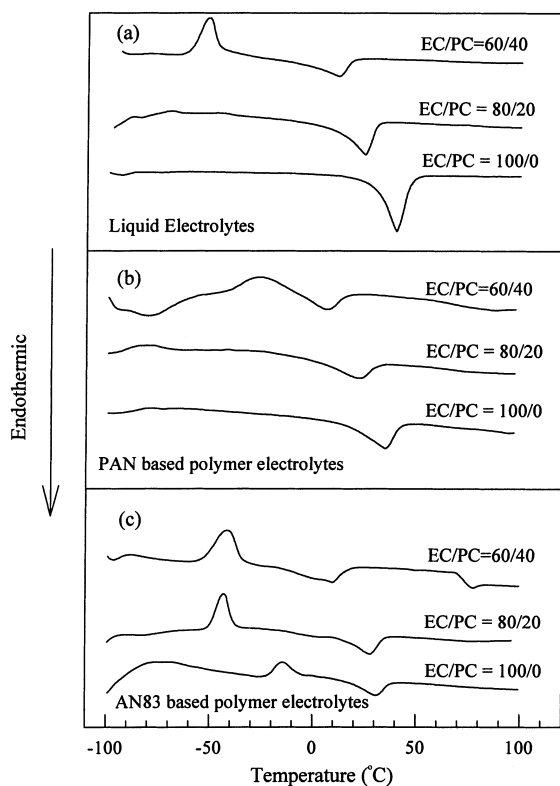 (a)
EC/PC=60/40
EC/PC = 80/20
EC/PC = 100/0
Liquid Electrolytes
(b)
EC/PC=60/40
EC/PC = 80/20
EC/PC = 100/0
PAN based polymer electrolytes
(c)
EC/PC=60/40
EC/PC = 80/20
EC/PC = 100/0
AN83 based polymer electrolytes
Endothermic
-100 -50 0 50 100
Temperature (°C)